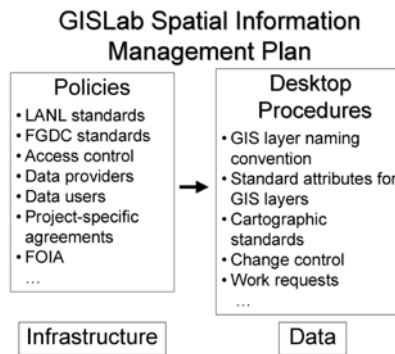 GISLab Spatial Information
Management Plan
Policies
• LANL standards
• FGDC standards
• Access control
• Data providers
• Data users
• Project-specific
agreements
• FOIA
...
Desktop
Procedures
• GIS layer naming
convention
• Standard attributes for
GIS layers
• Cartographic
standards
• Change control
• Work requests
...
Infrastructure
Data